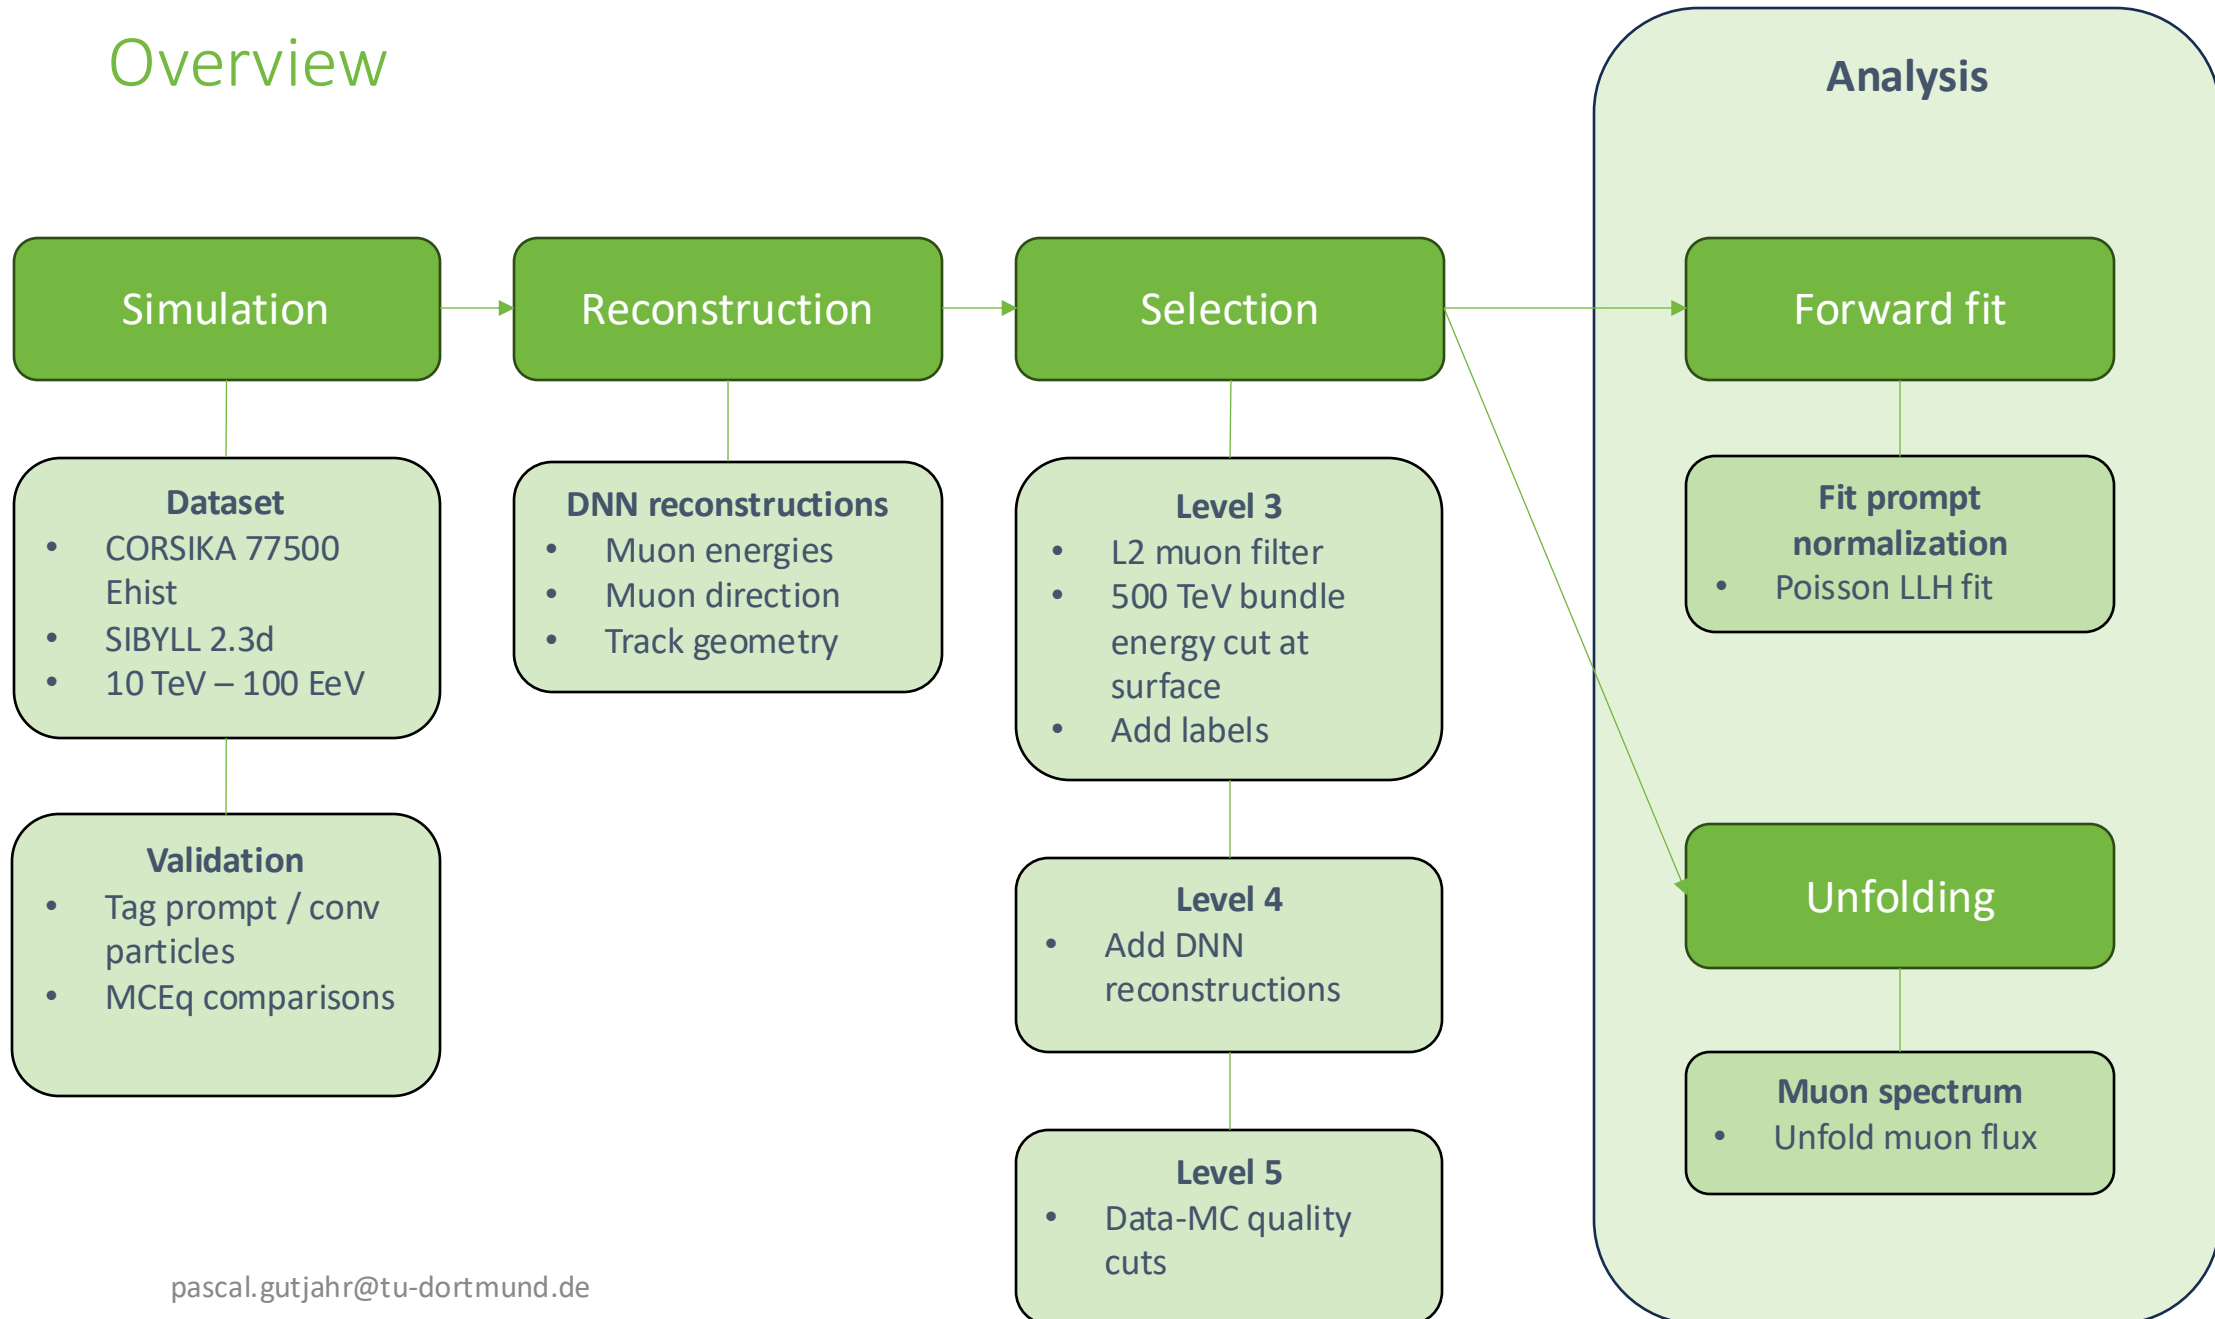 Overview
Analysis
Simulation
Reconstruction
Selection
Forward fit
Dataset
• CORSIKA 77500
Ehist
• SIBYLL 2.3d
• 10 TeV – 100 EeV
Validation
• Tag prompt / conv
particles
• MCEq comparisons
DNN reconstructions
• Muon energies
• Muon direction
• Track geometry
Level 3
• L2 muon filter
• 500 TeV bundle
energy cut at
surface
• Add labels
Level 4
• Add DNN
reconstructions
Level 5
• Data-MC quality
cuts
Fit prompt
normalization
• Poisson LLH fit
Unfolding
Muon spectrum
• Unfold muon flux
pascal.gutjahr@tu-dortmund.de